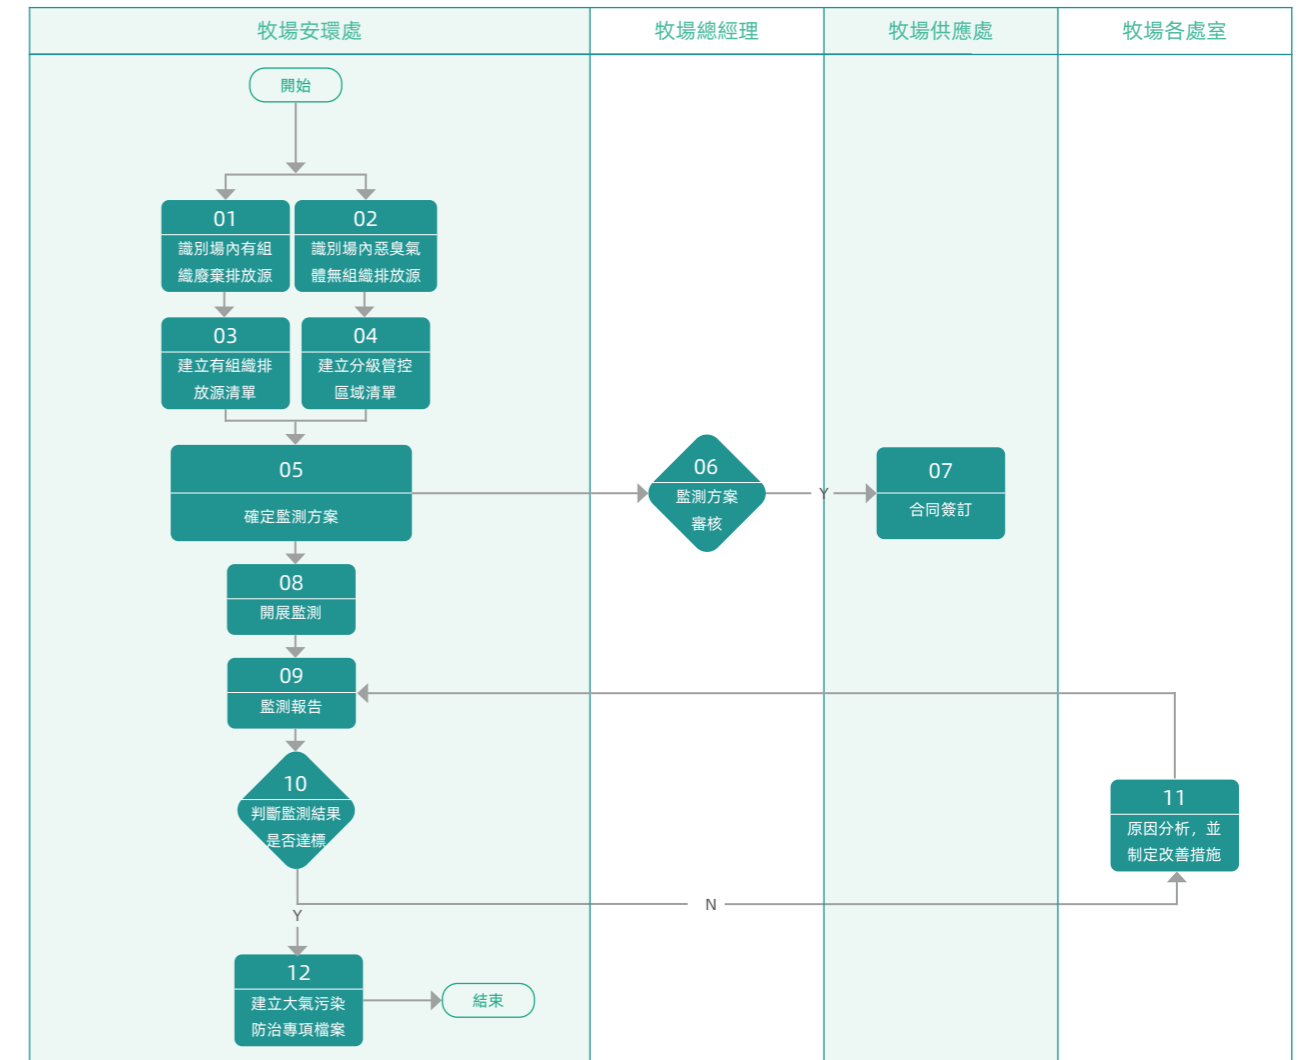 牧場安環處
牧場總經理
牧場供應處
牧場各處室
開始
01
識別場內有組
織廢棄排放源
02
識別場內惡臭氣
體無組織排放源
03
建立有組織排
放源清單
04
建立分級管控
區域清單
05
確定監測方案
06
監測方案
審核
Y
07
合同簽訂
08
開展監測
09
監測報告
10
判斷監測結果
是否達標
11
原因分析，並
制定改善措施
N
Y
12
建立大氣污染
防治專項檔案
結束